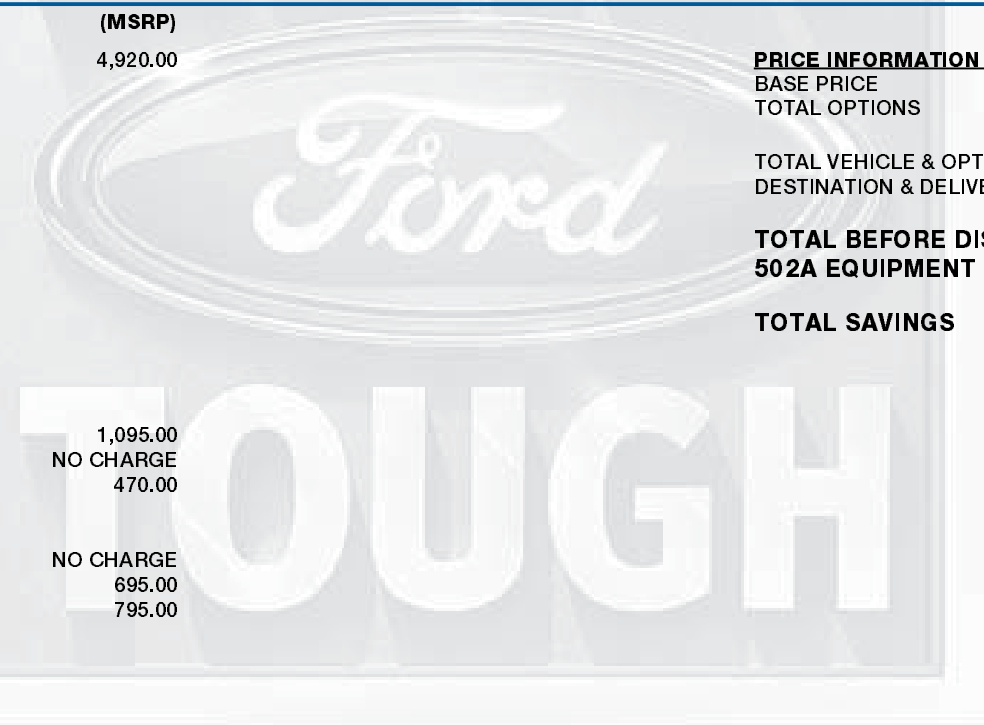 (MSRP)
4,920.00
1,095.00
NO CHARGE
470.00
NO CHARGE
695.00
795.00
PRICE INFORMATION
BASE PRICE
TOTAL OPTIONS
TOTAL VEHICLE & OPT
DESTINATION & DELIVE
TOTAL BEFORE DIS
502A EQUIPMENT
TOTAL SAVINGS
Ford
TOUGH